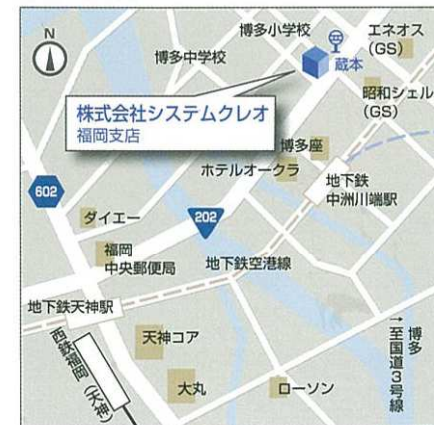 N
博多小学校
エネオス
(GS)
博多中学校
蔵本
昭和シェル
(GS)
株式会社システムクレオ
福岡支店
博多座
ホテルオークラ
地下鉄
中洲川端駅
602
ダイエー
202
福岡
中央郵便局
地下鉄空港線
地下鉄天神駅
天神コア
西鉄福岡(天神)
大丸
ローソン
博多
→至国道3号線